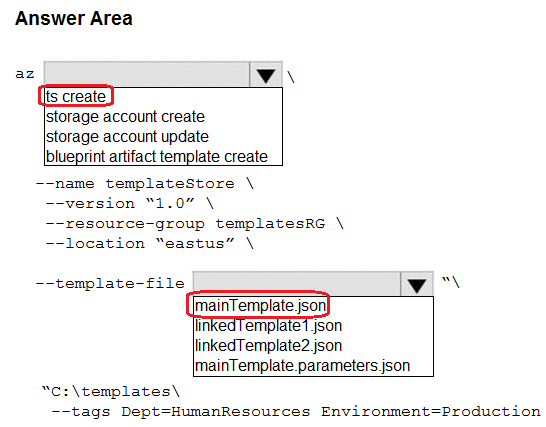 Answer Area
az \
ts create
storage account create
storage account update
blueprint artifact template create
--name templateStore \
--version “1.0” \
--resource-group templatesRG \
--location “eastus” \
--template-file “\
mainTemplate.json
linkedTemplate1.json
linkedTemplate2.json
mainTemplate.parameters.json
“C:\templates\
--tags Dept=HumanResources Environment=Production